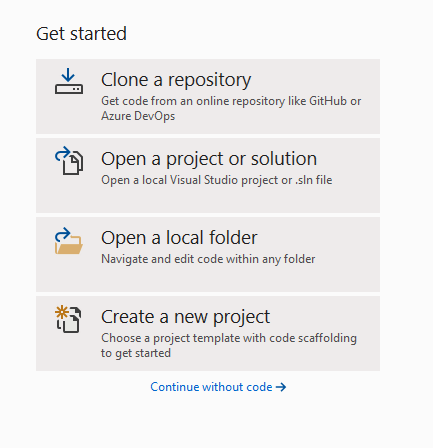 Get started
Clone a repository
Get code from an online repository like GitHub or
Azure DevOps
Open a project or solution
Open a local Visual Studio project or .sln file
Open a local folder
Navigate and edit code within any folder
Create a new project
Choose a project template with code scaffolding
to get started
Continue without code →